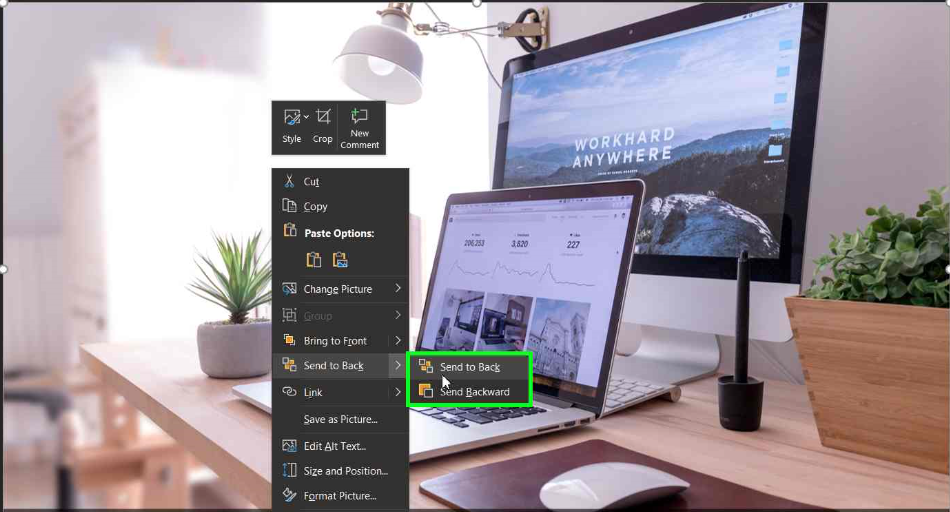 WORKHARD
ANYWHERE
Style
Crop
New
Comment
Cut
Copy
Paste Options:
206,253
3,820
227
Change Picture
Group
Bring to Front
Send to Back
Send to Back
Link
Send Backward
Save as Picture...
Edit Alt Text...
Size and Position...
Format Picture...